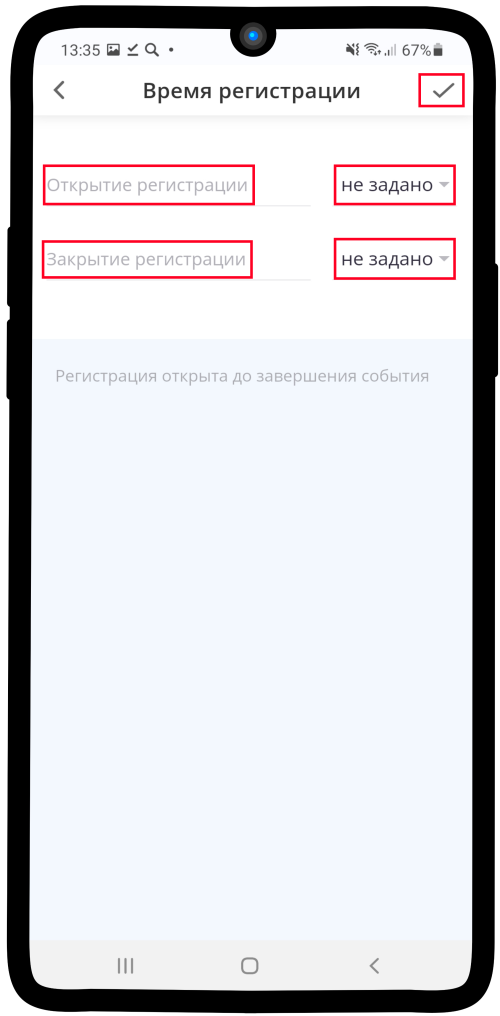 13:35 67%
Время регистрации
Открытие регистрации не задано
Закрытие регистрации не задано
Регистрация открыта до завершения события